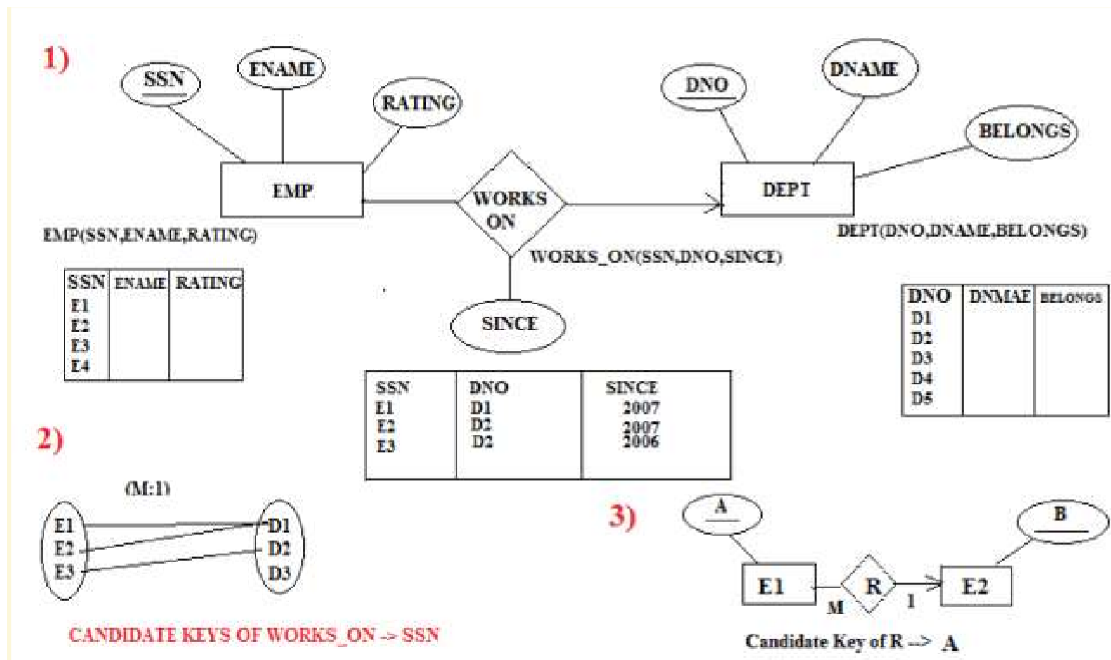 1)
SSN
ENAME
RATING
DNO
DNAME
BELONGS
EMP
WORKS
ON
DEPT
EMP(SSN,ENAME,RATING)
WORKS_ON(SSN,DNO,SINCE)
DEPT(DNO,DNAME,BELONGS)
SINCE
SSN ENAME RATING
E1
E2
E3
E4
DNO DNMAE BELONGS
D1
D2
D3
D4
D5
SSN DNO SINCE
E1 D1 2007
E2 D2 2007
E3 D2 2006
2)
(M:1)
E1 D1
E2 D2
E3 D3
CANDIDATE KEYS OF WORKS_ON -> SSN
3)
A
B
E1
M
R
1
E2
Candidate Key of R --> A